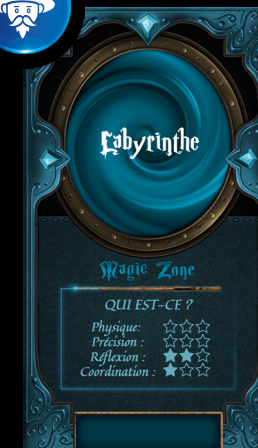 Labyrinthe
Magic Zone
QUI EST-CE ?
Physique: ☆☆☆
Précision : ☆☆☆
Réflexion : ★★☆
Coordination : ★☆☆